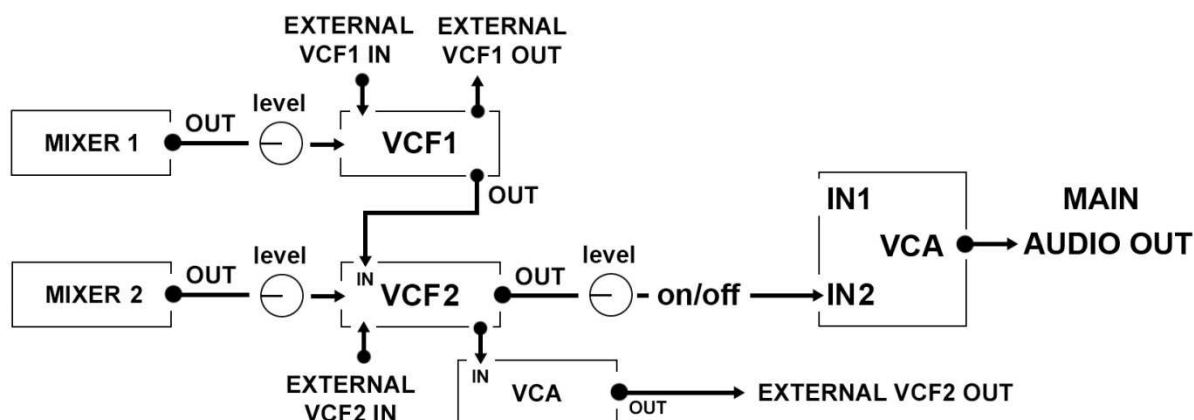 EXTERNAL
VCF1 IN
EXTERNAL
VCF1 OUT
level
MIXER 1
OUT
VCF1
OUT
IN1
MAIN
VCA
AUDIO OUT
level
MIXER 2
OUT
IN
VCF2
OUT
level
on/off
IN2
EXTERNAL
VCF2 IN
IN
VCA
OUT
EXTERNAL VCF2 OUT